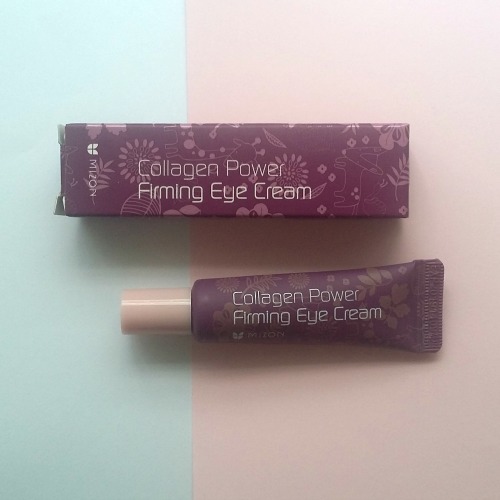 MIZON
Collagen Power
Firming Eye Cream
Collagen Power
Firming Eye Cream
MIZON